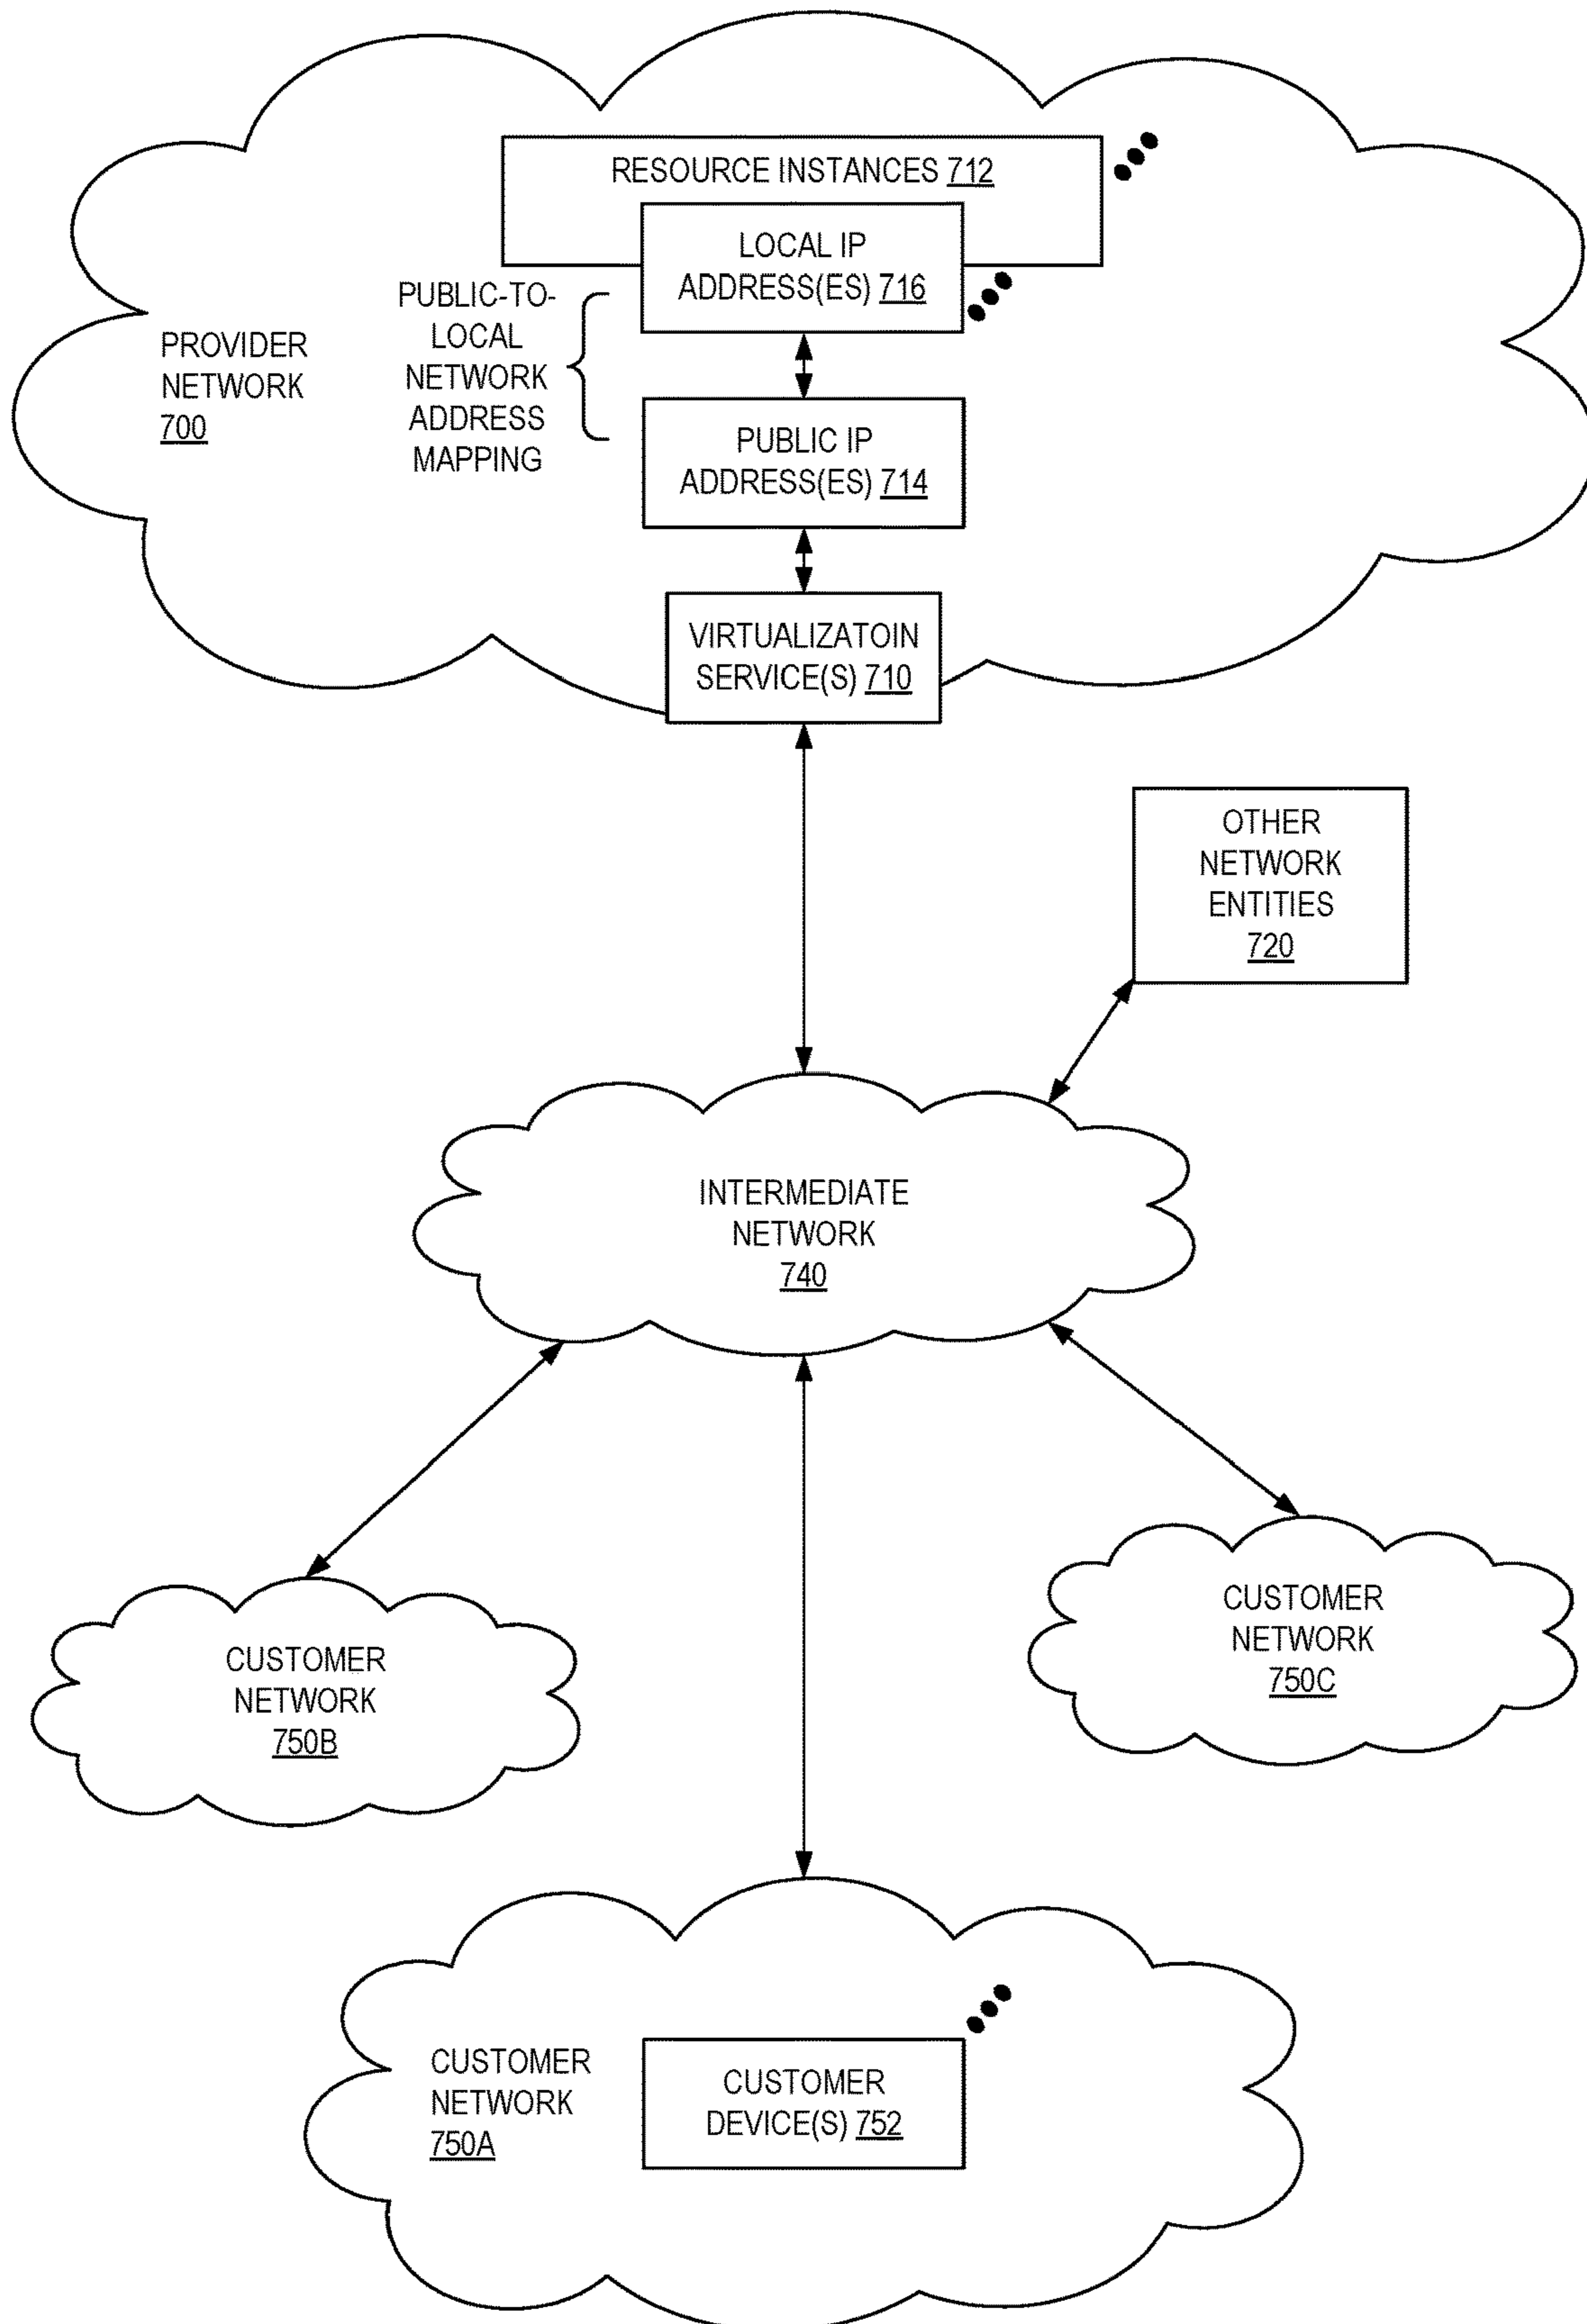 RESOURCE INSTANCES 712
LOCAL IP
ADDRESS(ES) 716
PUBLIC-TO-
LOCAL
NETWORK
ADDRESS
MAPPING
PROVIDER
NETWORK
700
PUBLIC IP
ADDRESS(ES) 714
VIRTUALIZATOIN
SERVICE(S) 710
OTHER
NETWORK
ENTITIES
720
INTERMEDIATE
NETWORK
740
CUSTOMER
NETWORK
750B
CUSTOMER
NETWORK
750C
CUSTOMER
NETWORK
750A
CUSTOMER
DEVICE(S) 752